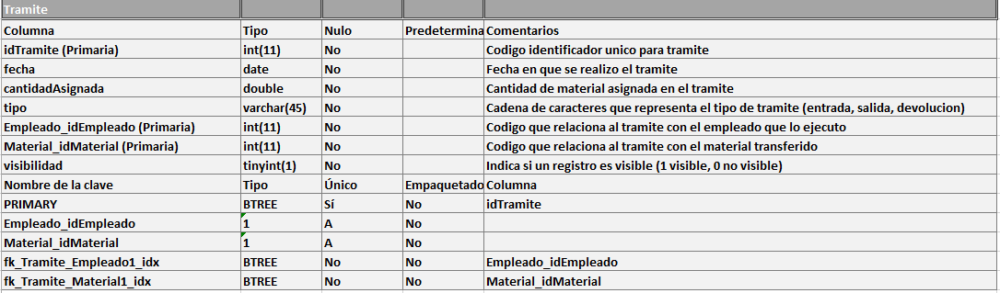 Tramite
Columna Tipo Nulo Predetermina Comentarios
idTramite (Primaria) int(11) No Codigo identificador unico para tramite
fecha date No Fecha en que se realizo el tramite
cantidadAsignada double No Cantidad de material asignada en el tramite
tipo varchar(45) No Cadena de caracteres que representa el tipo de tramite (entrada, salida, devolucion)
Empleado_idEmpleado (Primaria) int(11) No Codigo que relaciona al tramite con el empleado que lo ejecuto
Material_idMaterial (Primaria) int(11) No Codigo que relaciona al tramite con el material transferido
visibilidad tinyint(1) No Indica si un registro es visible (1 visible, 0 no visible)
Nombre de la clave Tipo Único Empaquetado Columna
PRIMARY BTREE Sí No idTramite
Empleado_idEmpleado 1 A No
Material_idMaterial 1 A No
fk_Tramite_Empleado1_idx BTREE No No Empleado_idEmpleado
fk_Tramite_Material1_idx BTREE No No Material_idMaterial